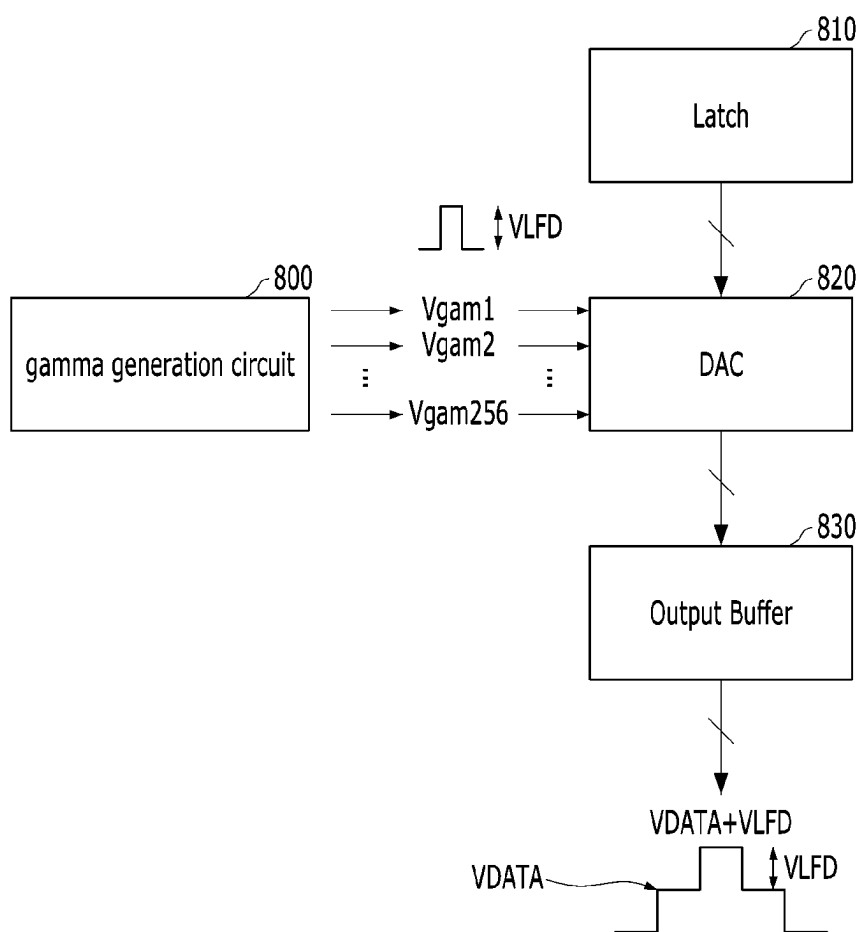 810
Latch
VLFD
800
820
gamma generation circuit
Vgam1
Vgam2
Vgam256
DAC
830
Output Buffer
VDATA+VLFD
VDATA
VLFD